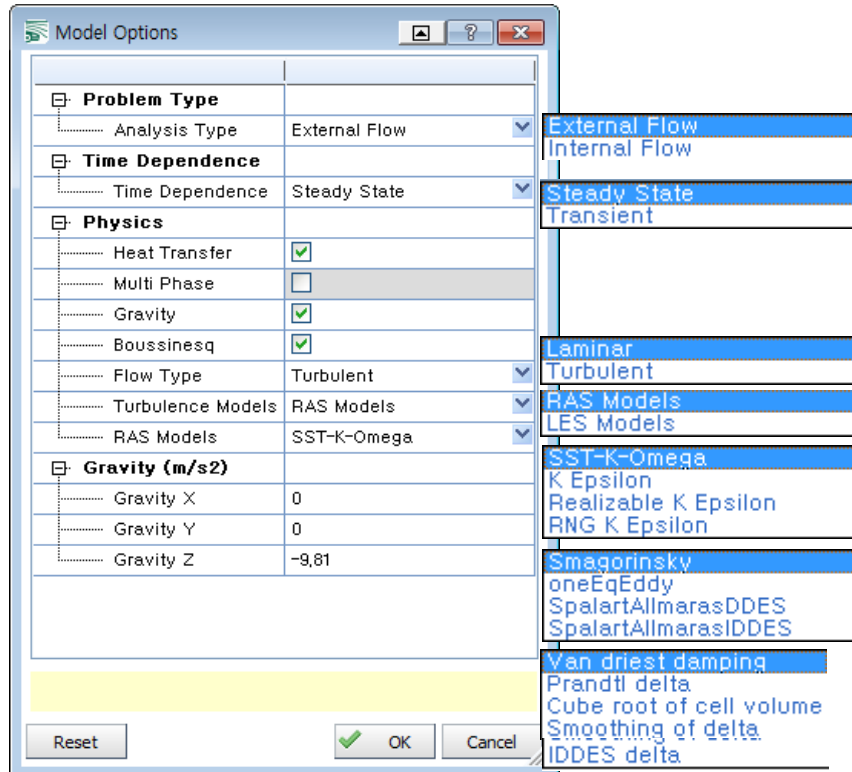 Model Options
Problem Type
Analysis Type External Flow
Time Dependence
Time Dependence Steady State
Physics
Heat Transfer
Multi Phase
Gravity
Boussinesq
Flow Type Turbulent
Turbulence Models RAS Models
RAS Models SST-K-Omega
Gravity (m/s2)
Gravity X 0
Gravity Y 0
Gravity Z -9,81
Reset OK Cancel
External Flow
Internal Flow
Steady State
Transient
Laminar
Turbulent
RAS Models
LES Models
SST-K-Omega
K Epsilon
Realizable K Epsilon
RNG K Epsilon
Smagorinsky
oneEqEddy
SpalartAllmarasDDES
SpalartAllmarasIDDES
Van driest damping
Prandtl delta
Cube root of cell volume
Smoothing of delta
IDDES delta